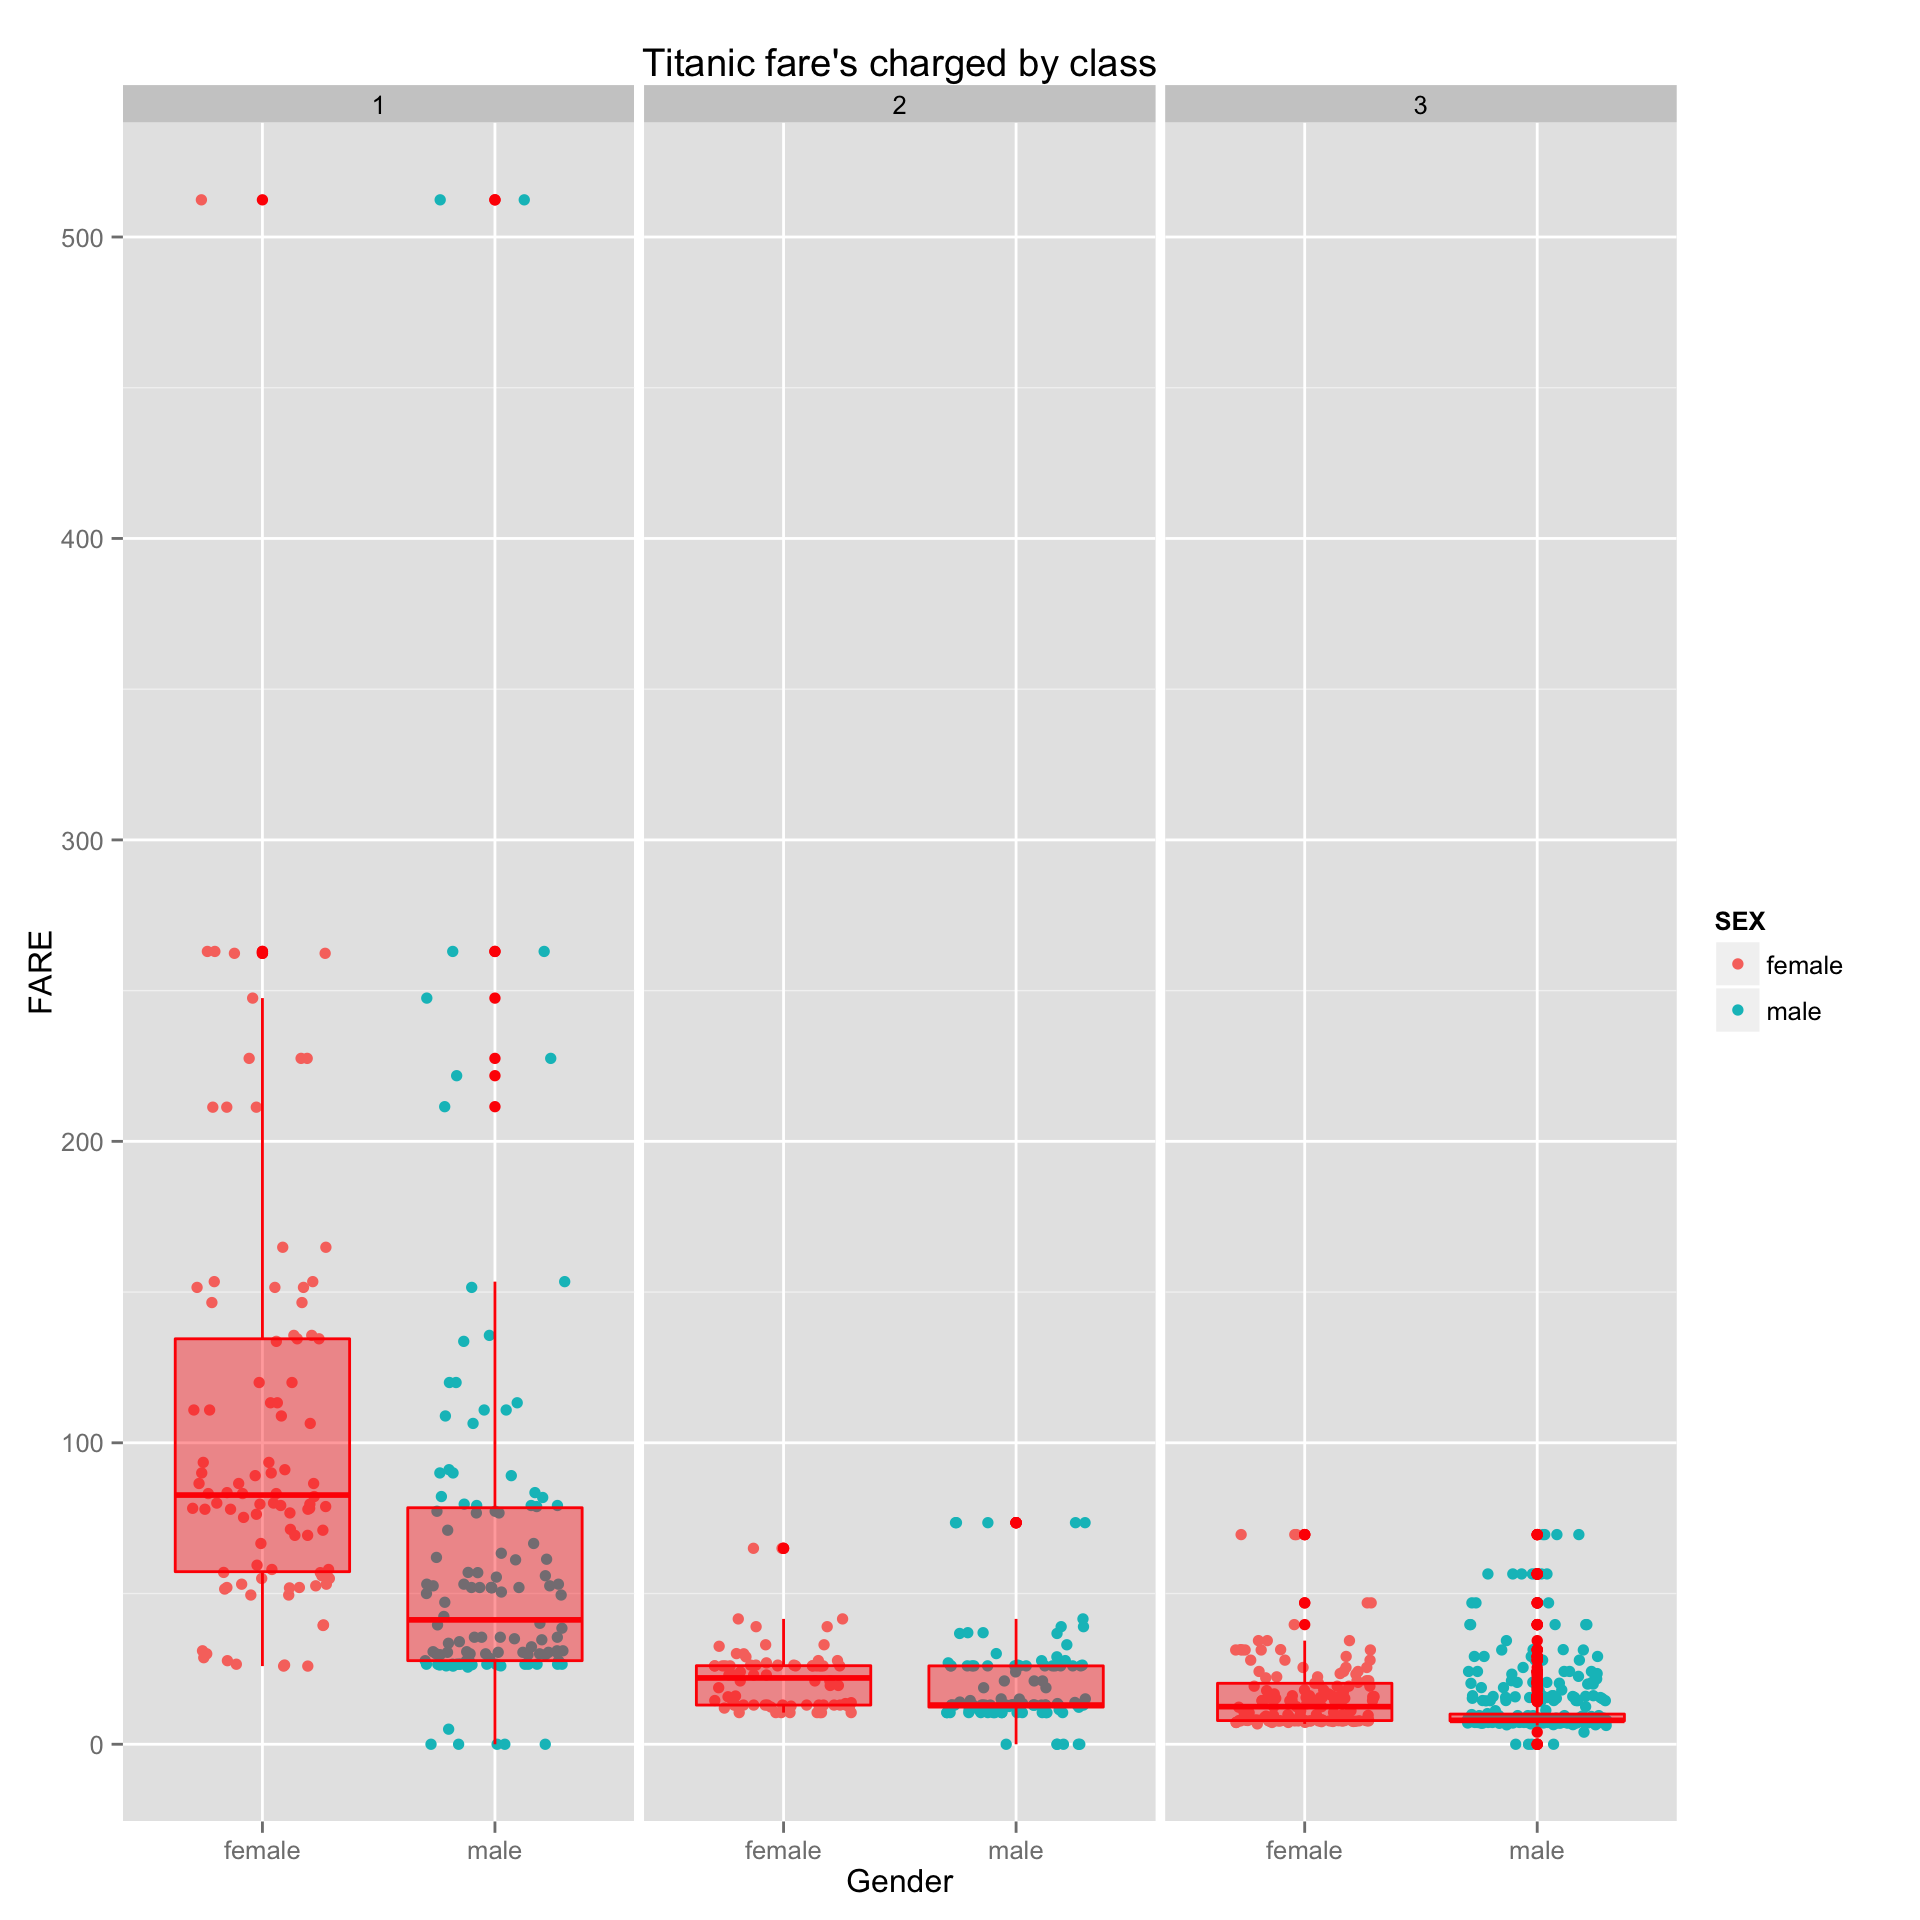 Titanic fare's charged by class
1 2 3
500
400
300
200
100
0
FARE
female male female male female male
Gender
SEX
female
male